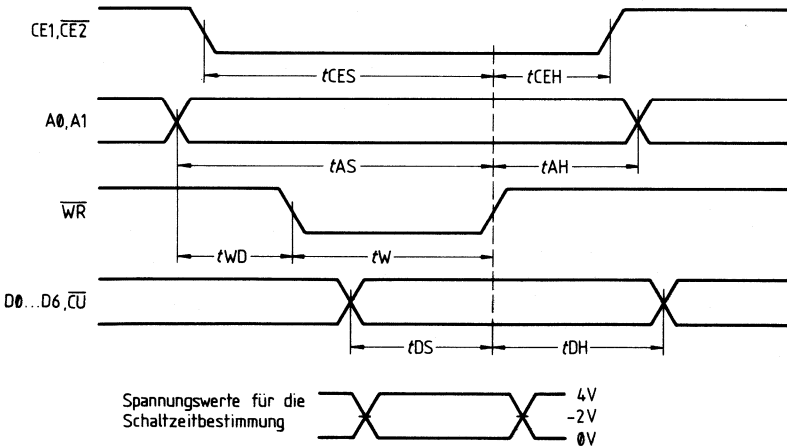 CE1,CE2
tCES
tCEH
A0,A1
tAS
tAH
WR
tWD
tW
D0...D6,CU
tDS
tDH
Spannungswerte für die
Schaltzeitbestimmung
4V
-2V
0V